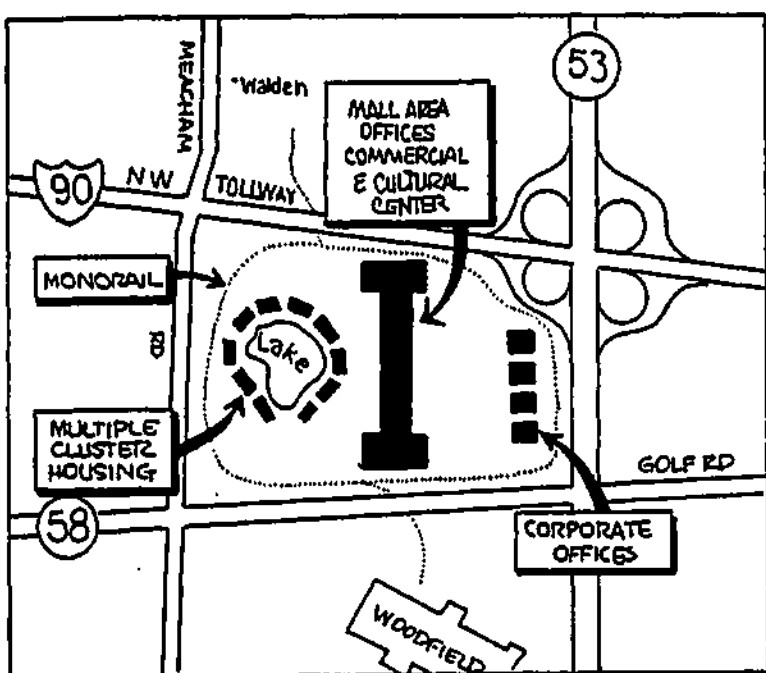 MEACHAM
Walden
53
MALL AREA
OFFICES
COMMERCIAL
& CULTURAL
CENTER
90
NW
TOLLWAY
MONORAIL
RD
Lake
MULTIPLE
CLUSTER
HOUSING
GOLF RD
58
CORPORATE
OFFICES
WOODFIELD